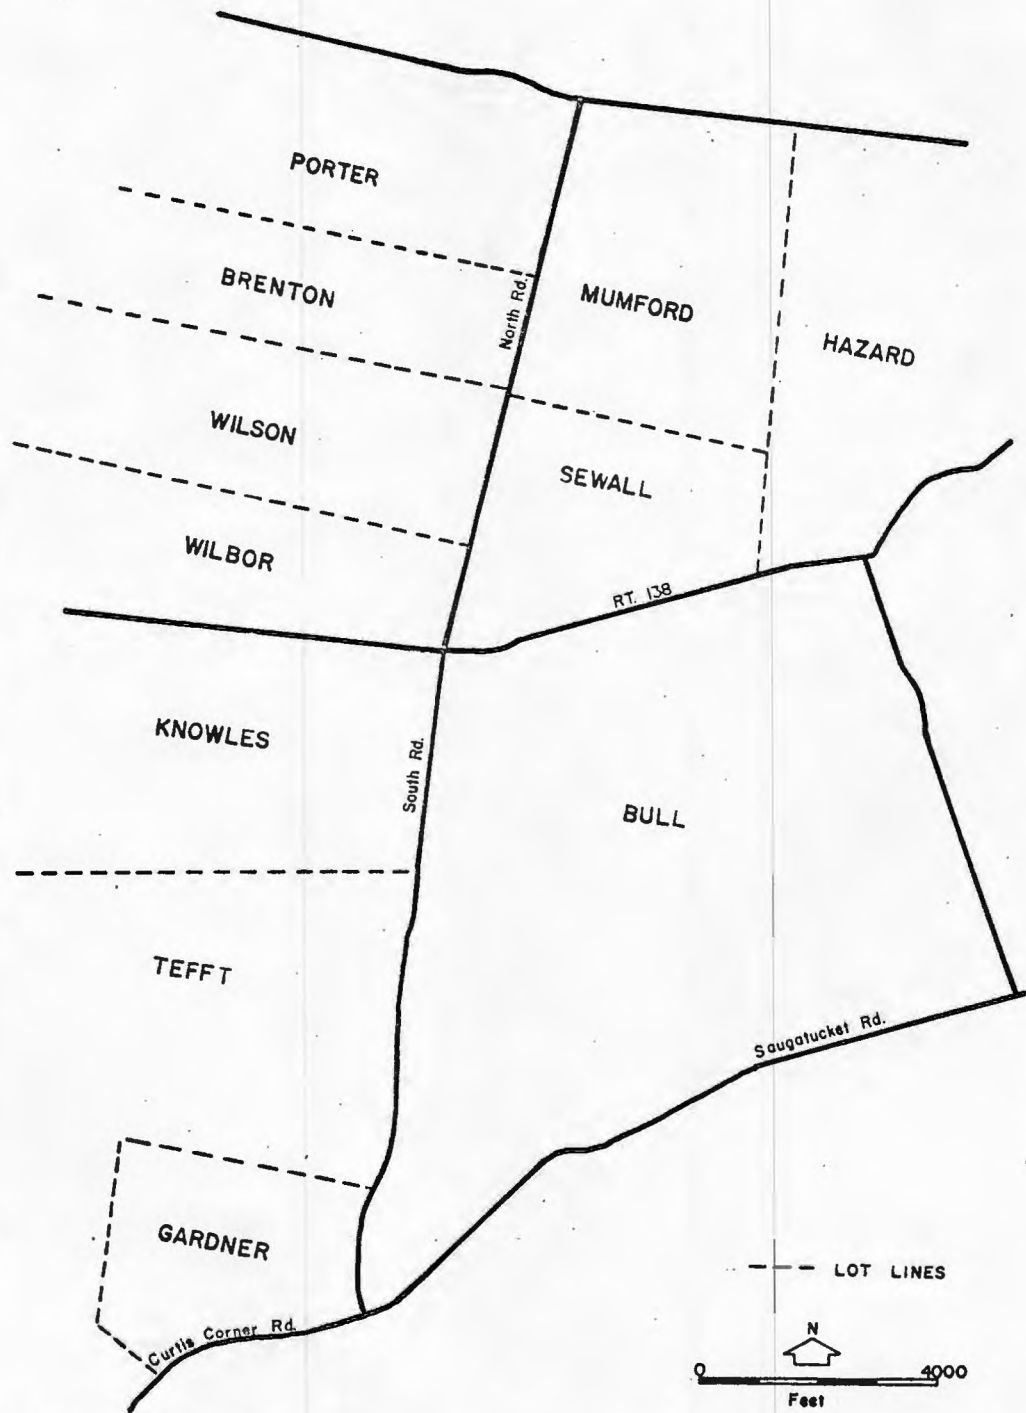 PORTER
BRENTON
North Rd.
MUMFORD
HAZARD
WILSON
SEWALL
WILBOR
RT. 138
KNOWLES
South Rd.
BULL
TEFFT
Saugatucket Rd.
GARDNER
LOT LINES
Curtis Corner Rd.
N
0 4000
Feet